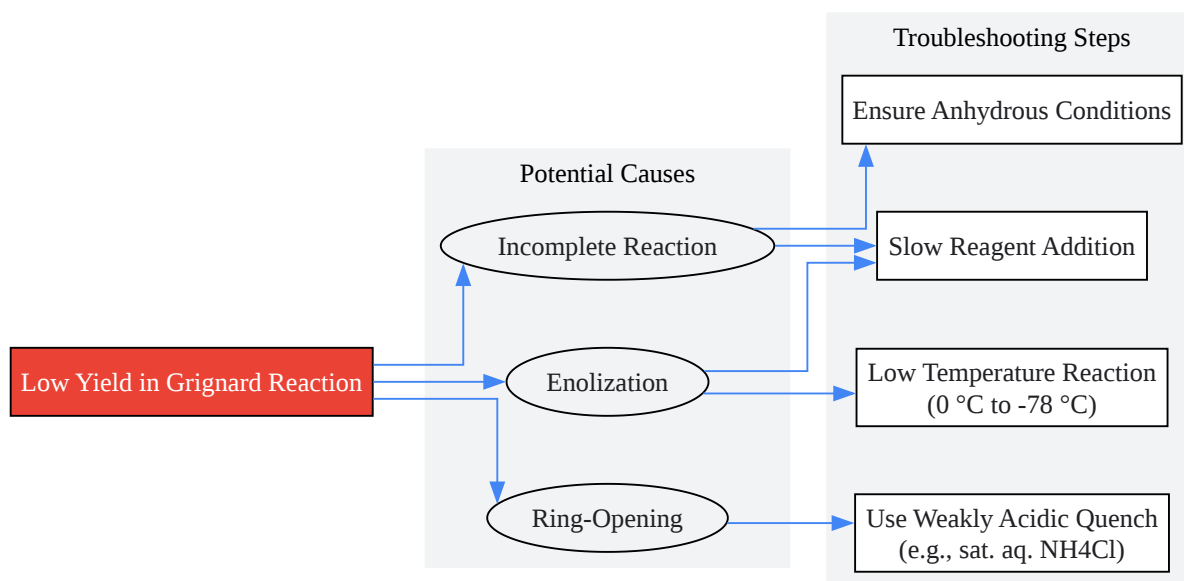 Troubleshooting Steps
Ensure Anhydrous Conditions
Potential Causes
Incomplete Reaction
Slow Reagent Addition
Low Yield in Grignard Reaction
Enolization
Low Temperature Reaction
(0 °C to -78 °C)
Ring-Opening
Use Weakly Acidic Quench
(e.g., sat. aq. NH4Cl)